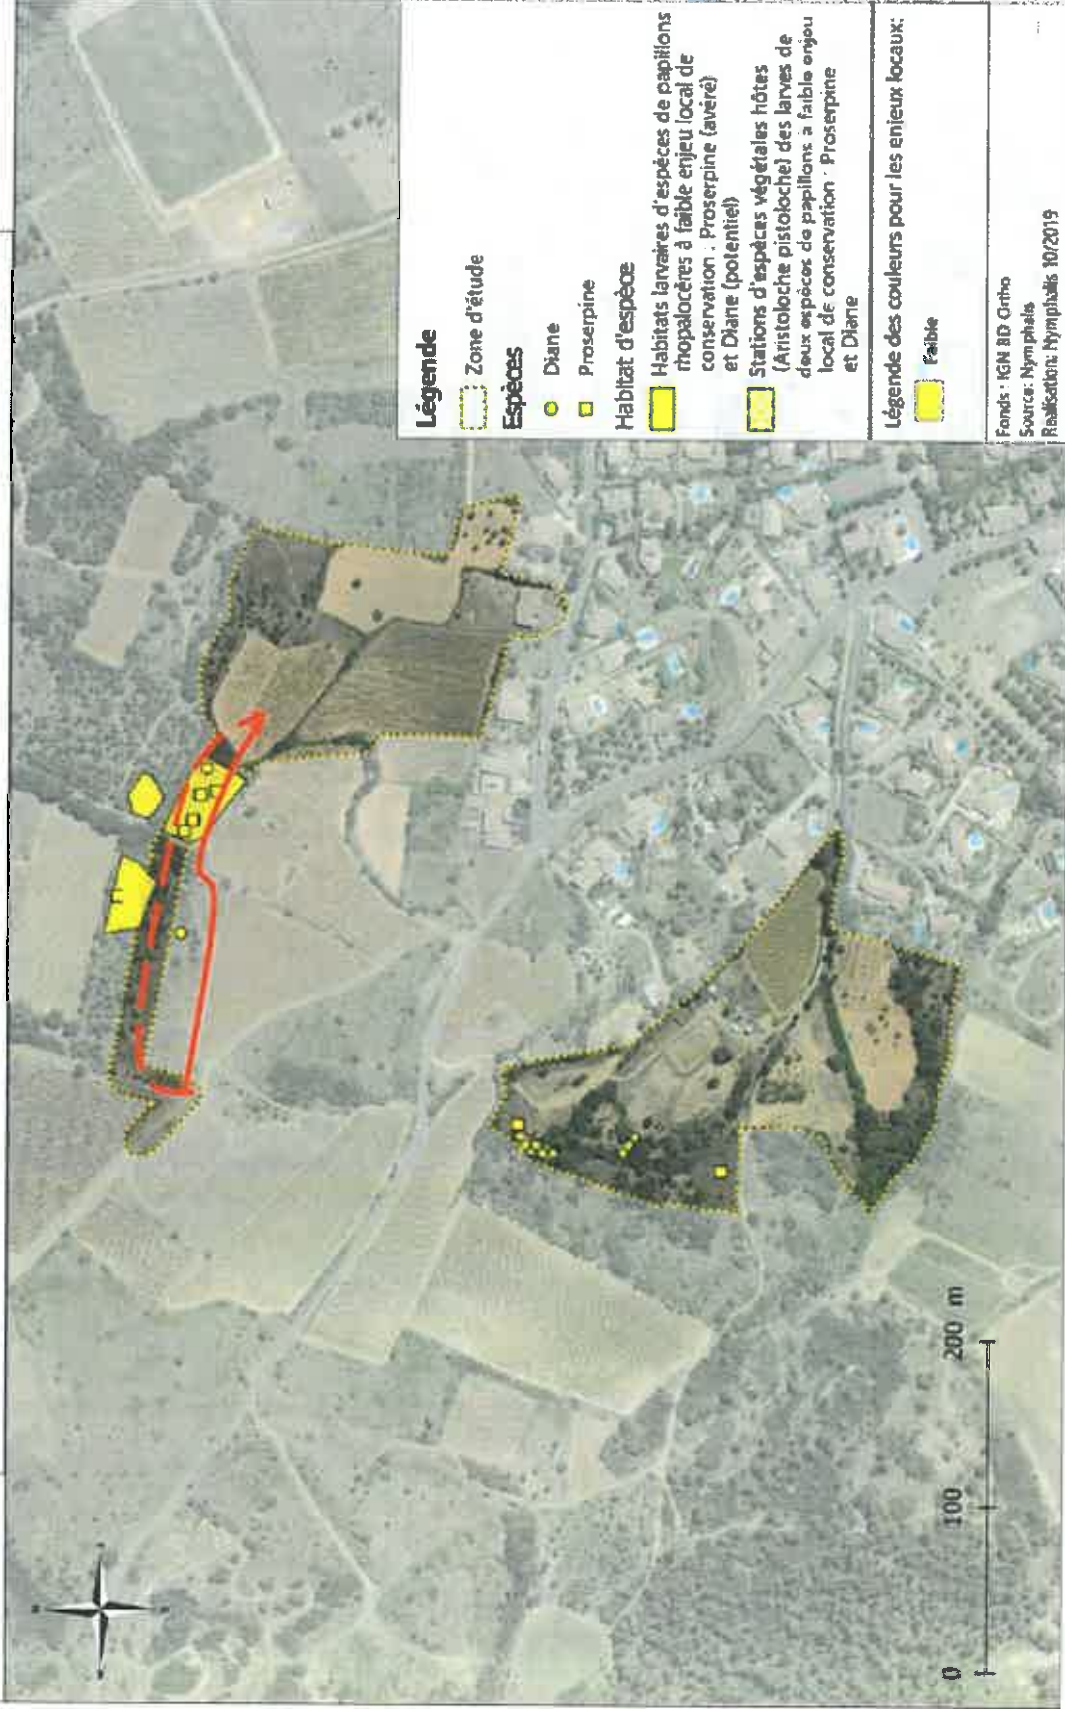 Légende
Zone d'étude
Espèces
Diane
Proserpine
Habitat d'espèce
Habitats larvaires d'espèces de papillons
rhopalocères à faible enjeu local de
conservation : Proserpine (avéré)
et Diane (potentiel)
Stations d'espèces végétales hôtes
(Aristoloche pistoloche) des larves de
deux espèces de papillons à faible enjeu
local de conservation : Proserpine
et Diane
Légende des couleurs pour les enjeux locaux:
Faible
Fonds : IGN BD Ortho
Source: Nymphalis
Réalisation: Nymphalis 10/2019
0 100 200 m